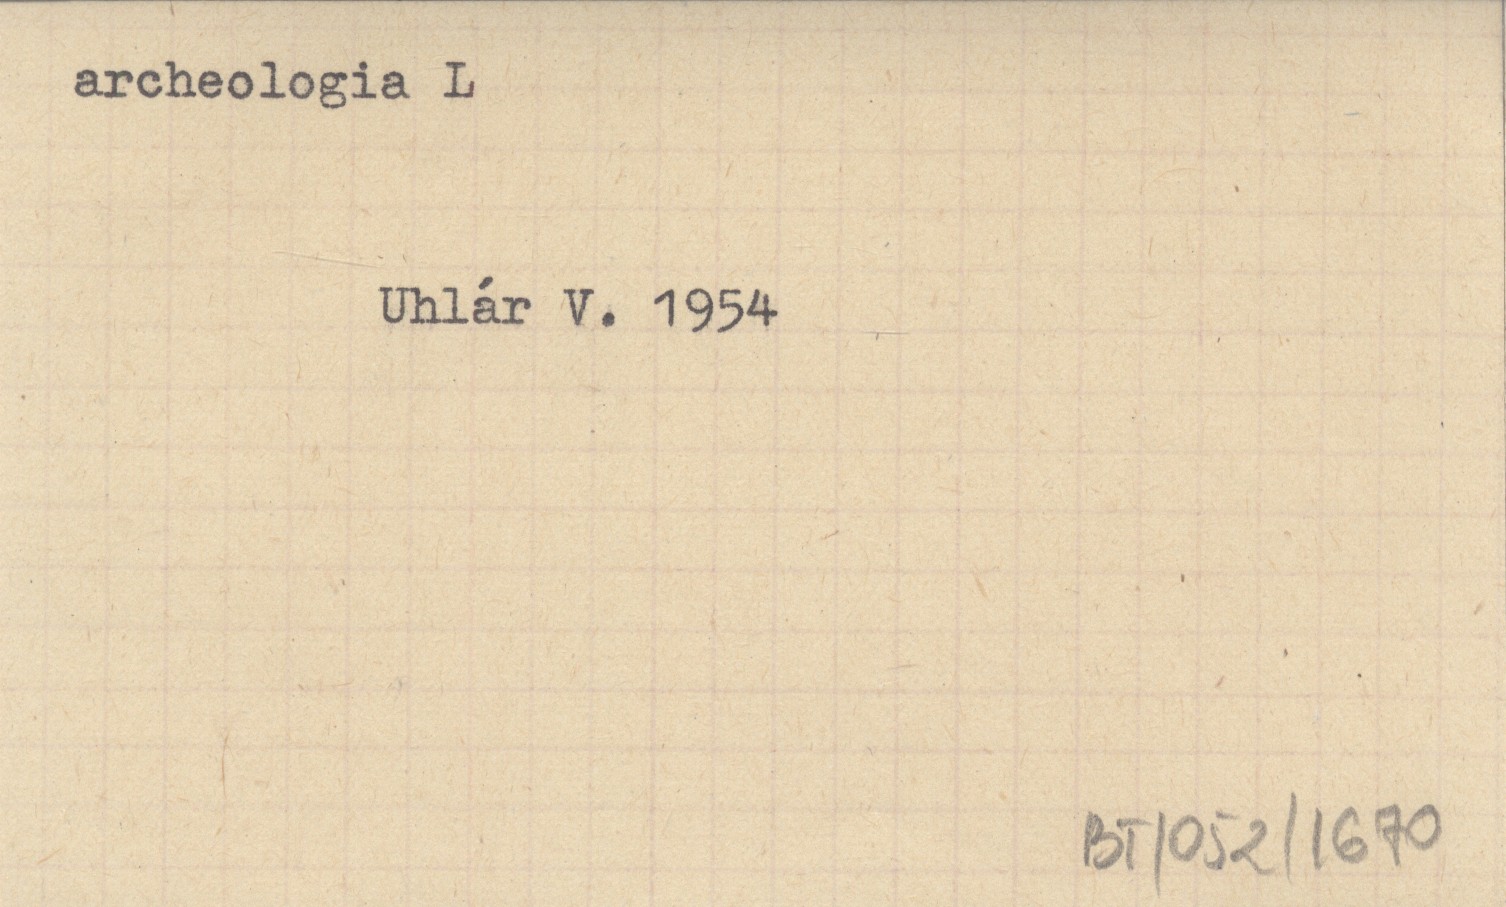 archeologia L
Uhlár V. 1954
BT/052/1670